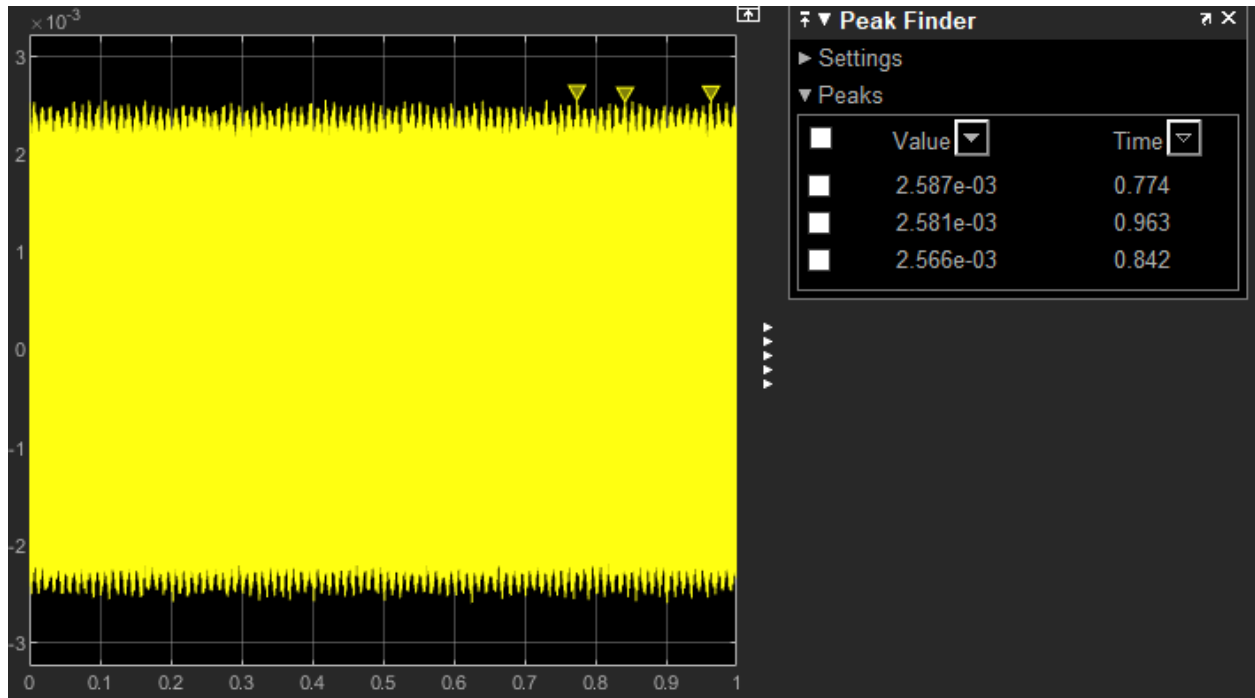 ×10⁻³
3
2
1
0
-1
-2
-3
0 0.1 0.2 0.3 0.4 0.5 0.6 0.7 0.8 0.9 1
Peak Finder
Settings
Peaks
Value Time
2.587e-03 0.774
2.581e-03 0.963
2.566e-03 0.842